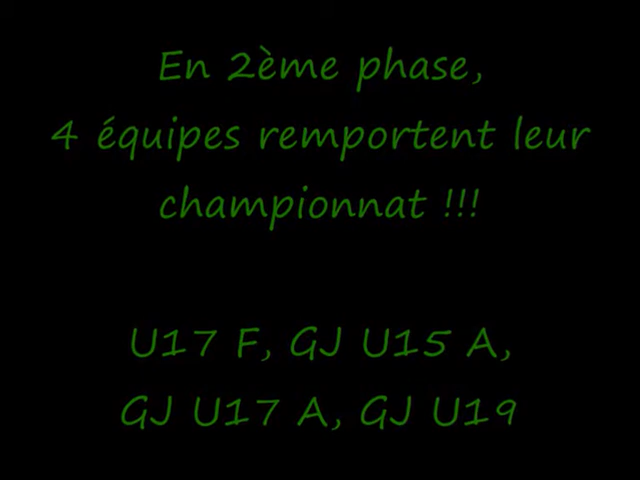 En 2ème phase,
4 équipes remportent leur
championnat !!!
U17 F, GJ U15 A,
GJ U17 A, GJ U19